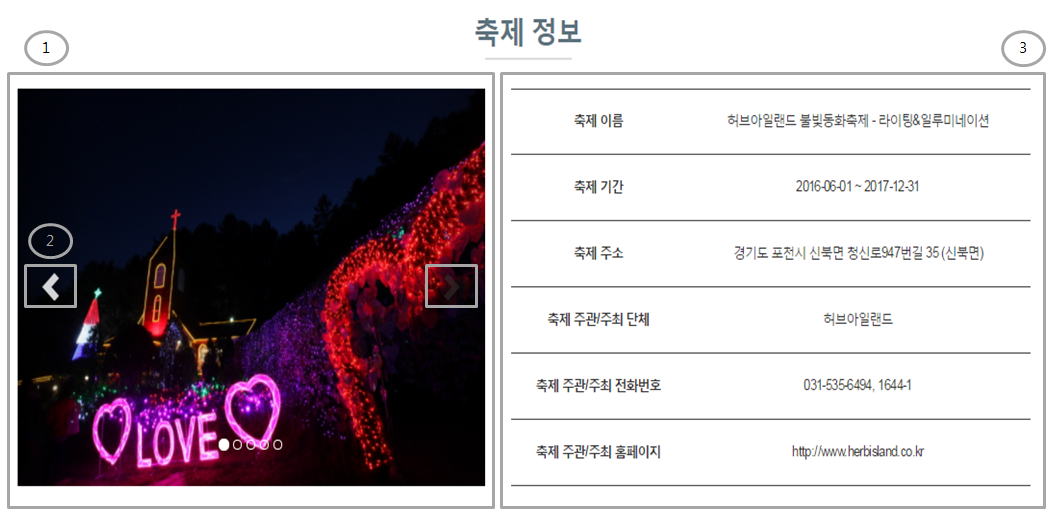 축제 정보
1
3
2
LOVE
축제 이름 허브아일랜드 불빛동화축제 - 라이팅&일루미네이션
축제 기간 2016-06-01 ~ 2017-12-31
축제 주소 경기도 포천시 신북면 청신로947번길 35 (신북면)
축제 주관/주최 단체 허브아일랜드
축제 주관/주최 전화번호 031-535-6494, 1644-1
축제 주관/주최 홈페이지 http://www.herbisland.co.kr